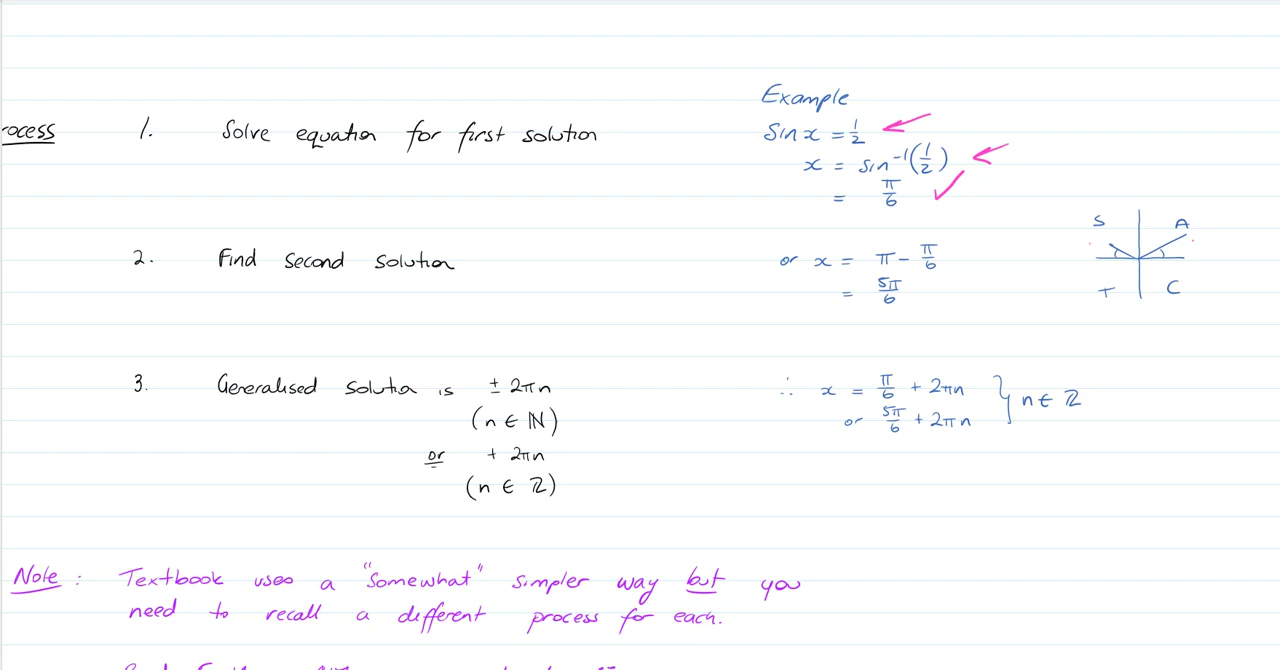 Example
rocess 1. Solve equation for first solution
sin x = 1/2
x = sin⁻¹(1/2)
= π/6
S A
2. Find second solution
or x = π - π/6
= 5π/6
T C
3. Generalised solution is ± 2πn
(n ∈ ℕ)
or + 2πn
(n ∈ ℤ)
∴ x = π/6 + 2πn
or 5π/6 + 2πn } n ∈ ℤ
Note : Textbook uses a "somewhat" simpler way but you
need to recall a different process for each.